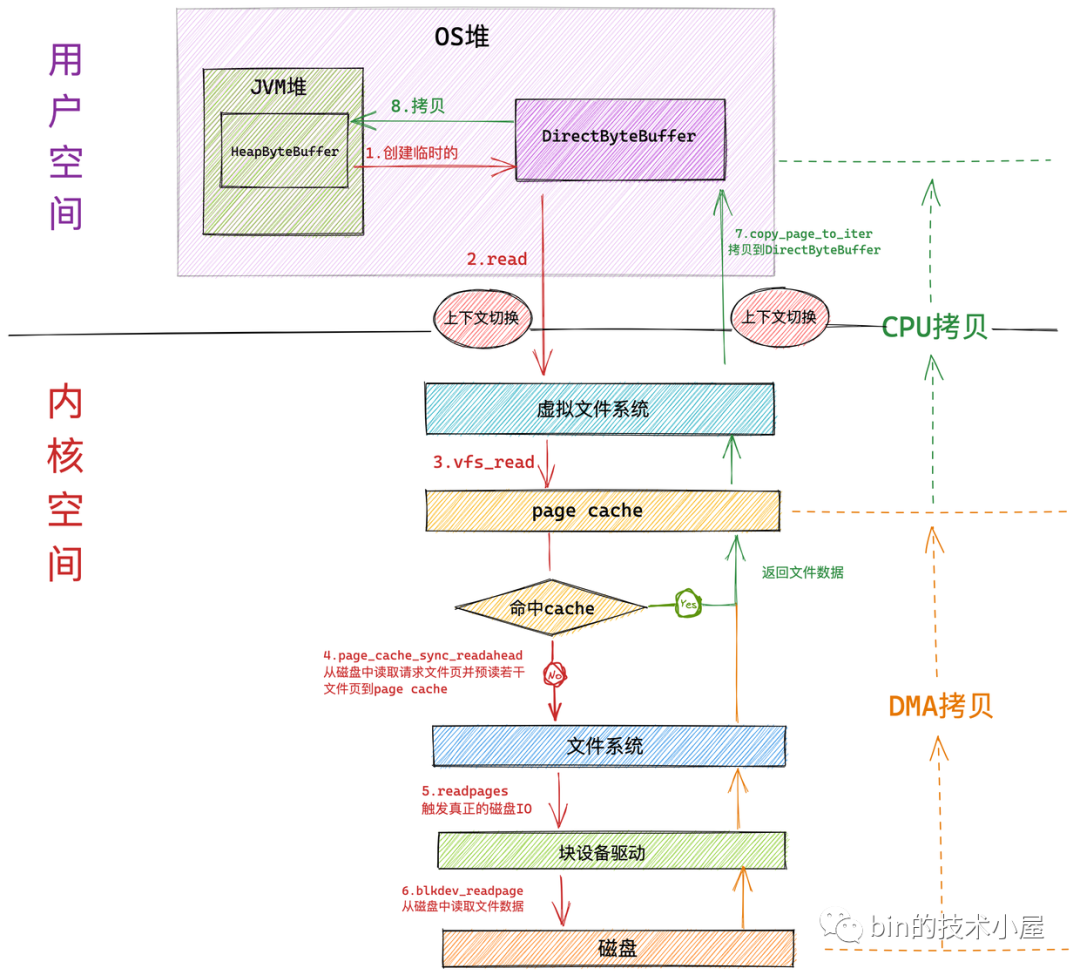 用户空间
OS堆
JVM堆
HeapByteBuffer
8.拷贝
1.创建临时的
DirectByteBuffer
2.read
7.copy_page_to_iter
拷贝到DirectByteBuffer
上下文切换
上下文切换
CPU拷贝
内核空间
虚拟文件系统
3.vfs_read
page cache
返回文件数据
命中cache
Yes
4.page_cache_sync_readahead
从磁盘中读取请求文件页并预读若干
文件页到page cache
No
DMA拷贝
文件系统
5.readpages
触发真正的磁盘IO
块设备驱动
6.blkdev_readpage
从磁盘中读取文件数据
磁盘
bin的技术小屋